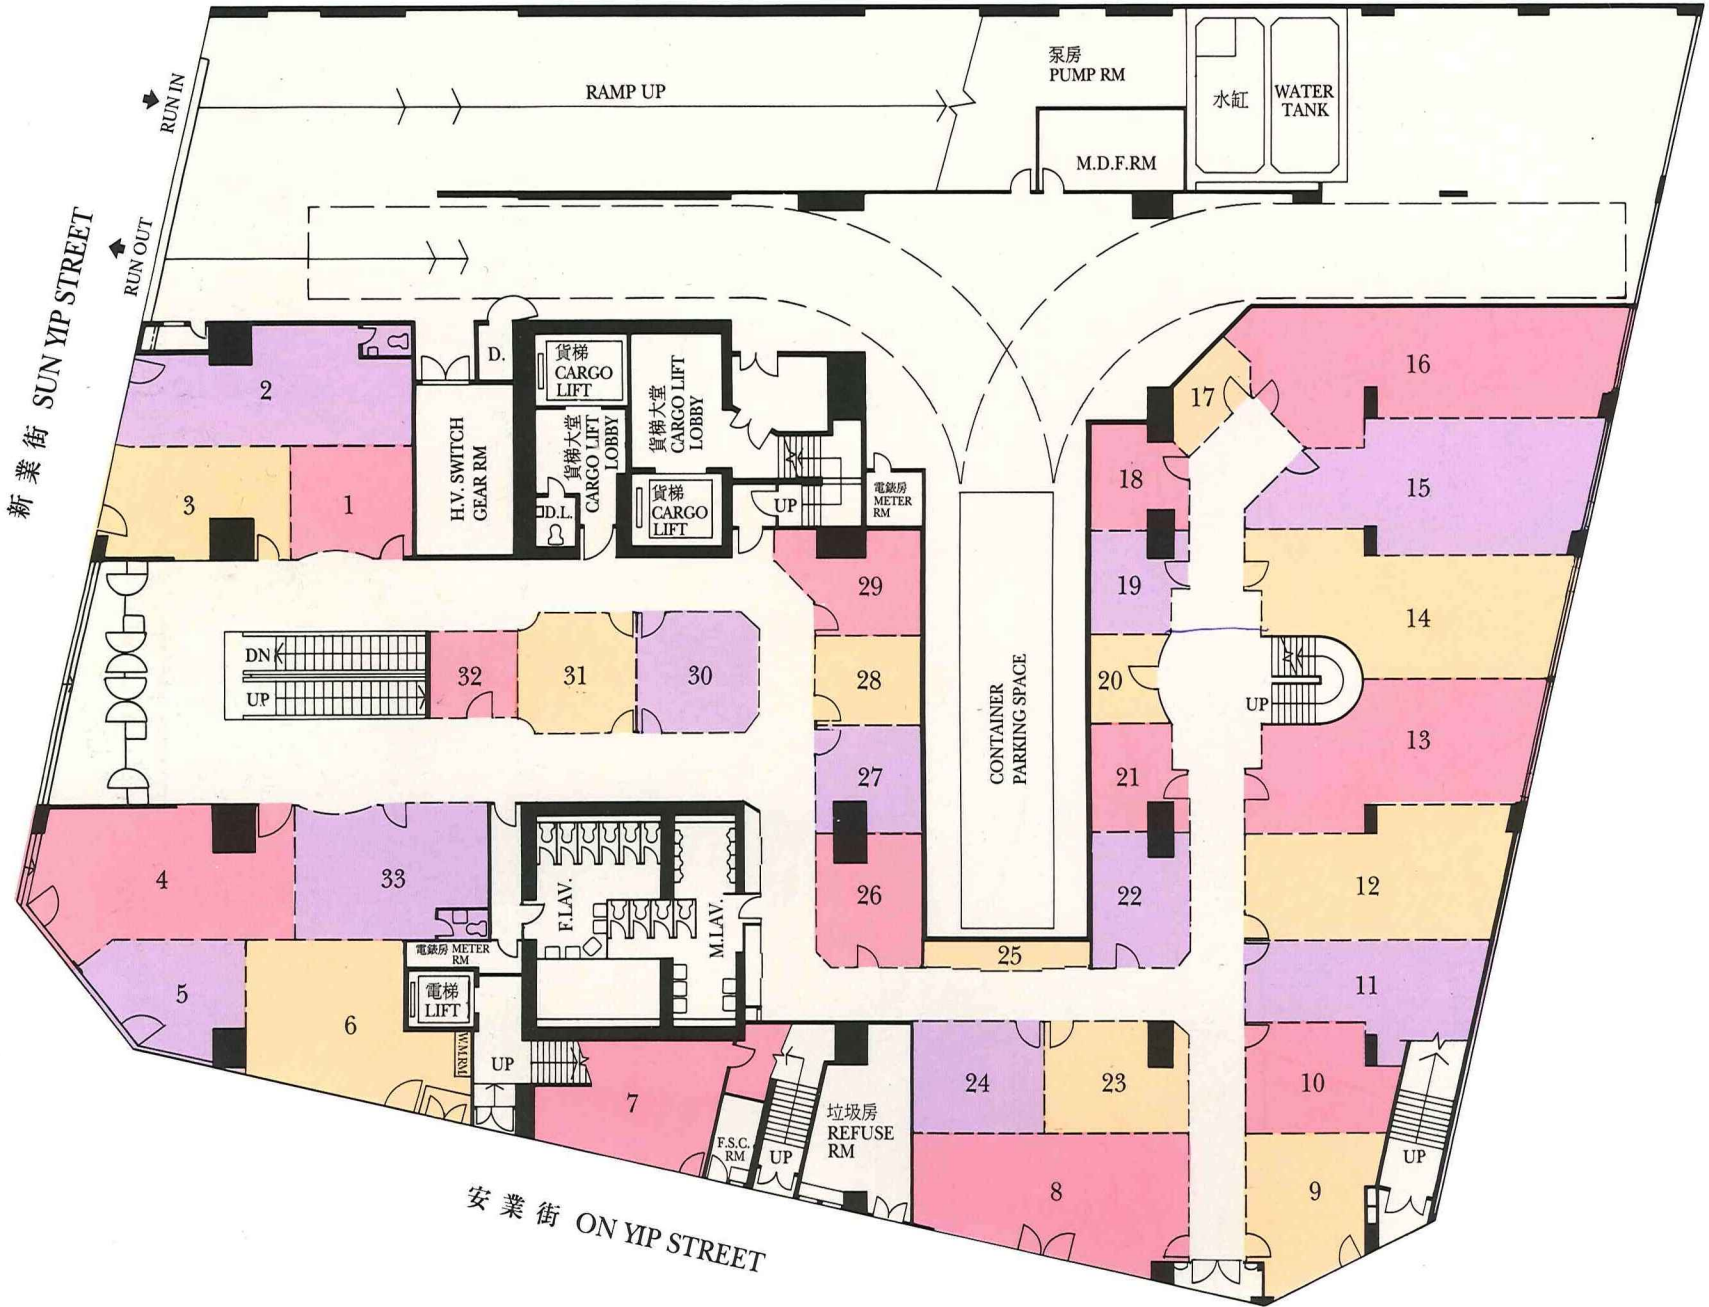 RUN IN
RAMP UP
泵房
PUMP RM
M.D.F.RM
水缸
WATER
TANK
RUN OUT
新業街 SUN YIP STREET
2
3
1
H.V. SWITCH
GEAR RM
D.
貨梯
CARGO
LIFT
貨梯大堂
CARGO LIFT
LOBBY
貨梯大堂
CARGO LIFT
LOBBY
D.L.
貨梯
CARGO
LIFT
UP
電錶房
METER
RM
16
17
18
15
19
14
20
UP
13
21
12
22
11
10
9
UP
29
28
27
26
25
CONTAINER
PARKING SPACE
DN
UP
32
31
30
4
33
5
6
電錶房 METER
RM
電梯
LIFT
W.M.RM
UP
F.LAV.
M.LAV.
7
F.S.C.
RM
UP
垃圾房
REFUSE
RM
24
23
8
安業街 ON YIP STREET